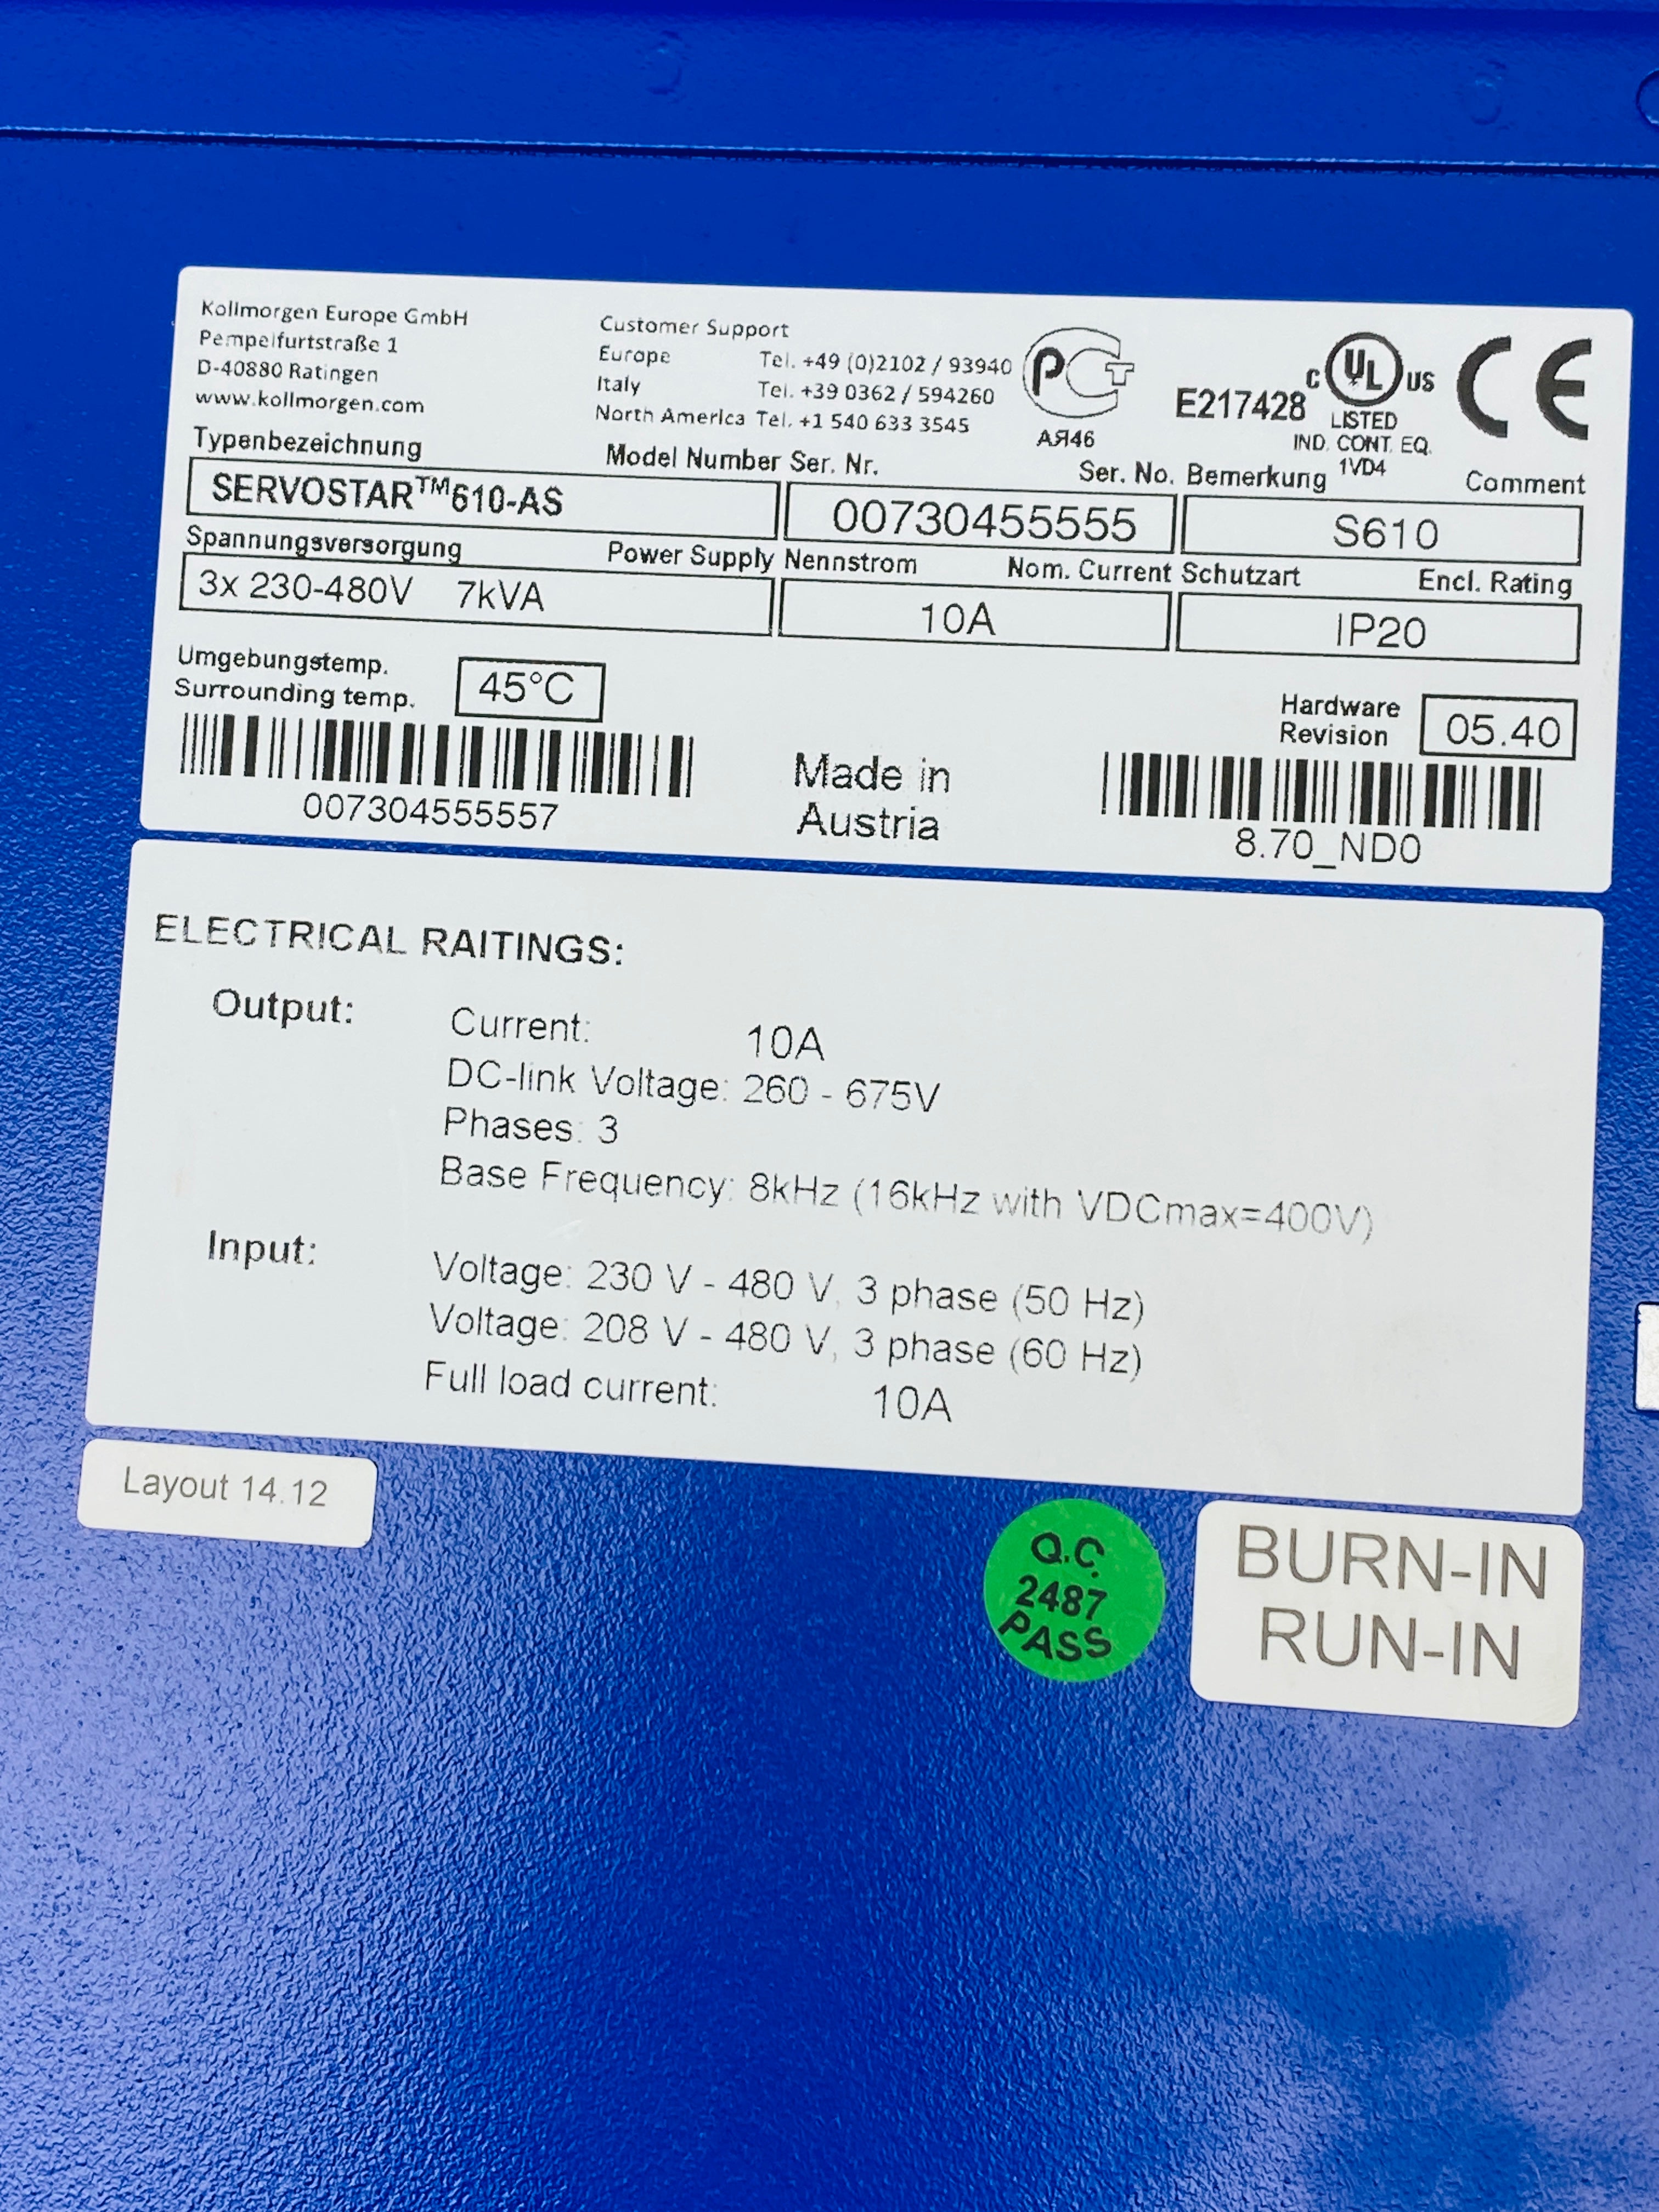 Kollmorgen Europe GmbH
Pempelfurtstraße 1
D-40880 Ratingen
www.kollmorgen.com
Customer Support
Europe Tel. +49 (0)2102 / 93940
Italy Tel. +39 0362 / 594260
North America Tel. +1 540 633 3545
РСТ
АЯ46
E217428
C UL US
LISTED
IND. CONT. EQ.
1VD4
CE
Typenbezeichnung Model Number Ser. Nr. Ser. No. Bemerkung Comment
SERVOSTAR™610-AS 00730455555 S610
Spannungsversorgung Power Supply Nennstrom Nom. Current Schutzart Encl. Rating
3x 230-480V 7kVA 10A IP20
Umgebungstemp.
Surrounding temp. 45°C
Hardware
Revision 05.40
007304555557
Made in
Austria
8.70_ND0
ELECTRICAL RAITINGS:
Output: Current: 10A
DC-link Voltage: 260 - 675V
Phases: 3
Base Frequency: 8kHz (16kHz with VDCmax=400V)
Input: Voltage: 230 V - 480 V, 3 phase (50 Hz)
Voltage: 208 V - 480 V, 3 phase (60 Hz)
Full load current: 10A
Layout 14.12
Q.C.
2487
PASS
BURN-IN
RUN-IN